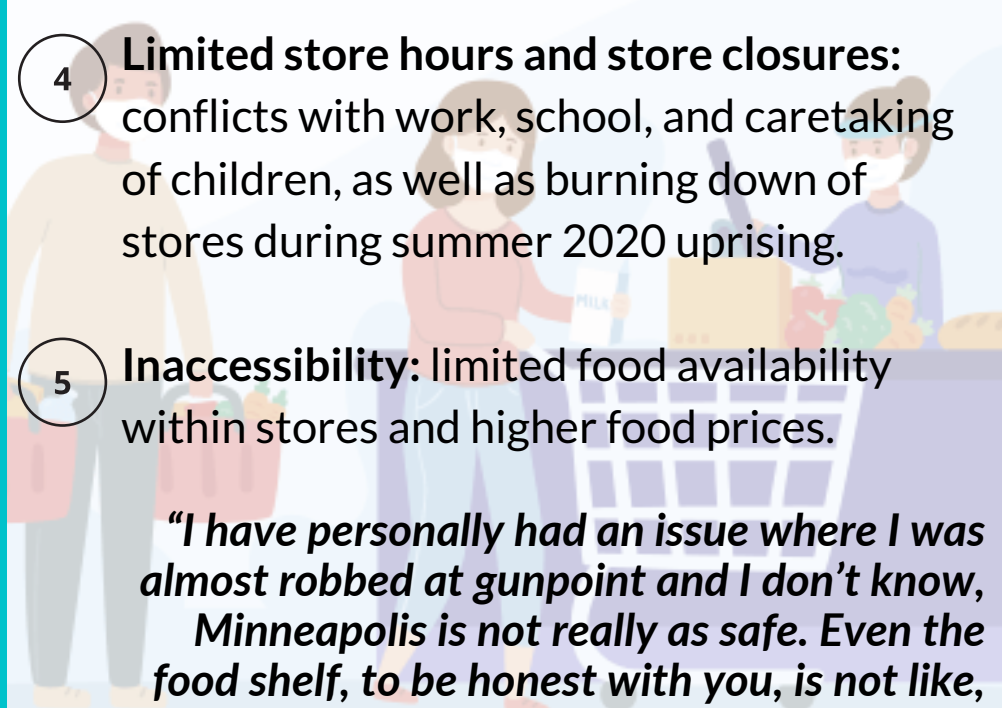 4
Limited store hours and store closures:
conflicts with work, school, and caretaking
of children, as well as burning down of
stores during summer 2020 uprising.
5
Inaccessibility: limited food availability
within stores and higher food prices.
“I have personally had an issue where I was
almost robbed at gunpoint and I don’t know,
Minneapolis is not really as safe. Even the
food shelf, to be honest with you, is not like,
MILK